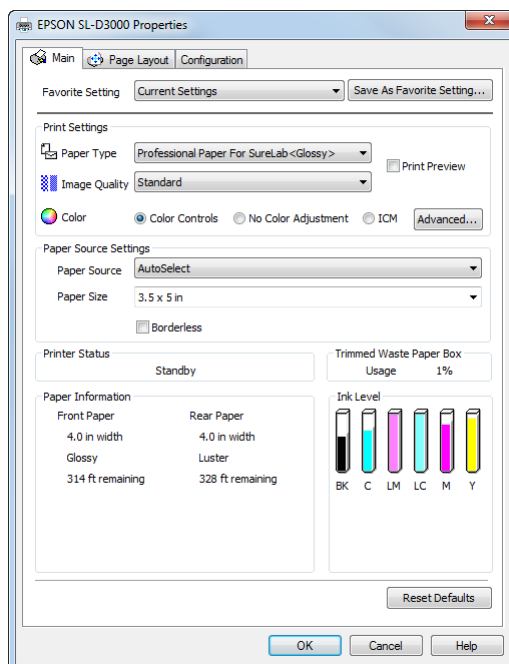 EPSON SL-D3000 Properties
Main
Page Layout
Configuration
Favorite Setting
Current Settings
Save As Favorite Setting...
Print Settings
Paper Type
Professional Paper For SureLab<Glossy>
Print Preview
Image Quality
Standard
Color
Color Controls
No Color Adjustment
ICM
Advanced...
Paper Source Settings
Paper Source
AutoSelect
Paper Size
3.5 x 5 in
Borderless
Printer Status
Standby
Trimmed Waste Paper Box
Usage 1%
Paper Information
Front Paper
Rear Paper
4.0 in width
4.0 in width
Glossy
Luster
314 ft remaining
328 ft remaining
Ink Level
BK C LM LC M Y
Reset Defaults
OK
Cancel
Help